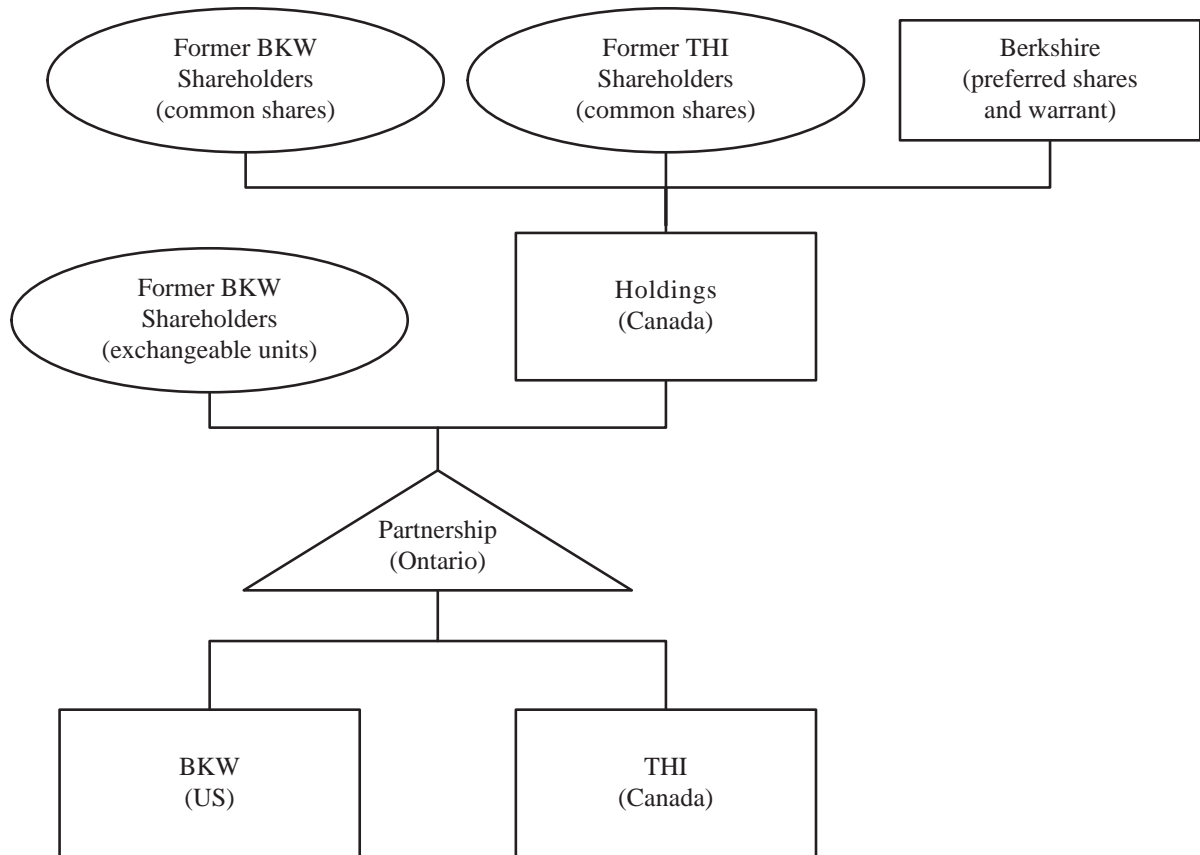 Former BKW
Shareholders
(common shares)
Former THI
Shareholders
(common shares)
Berkshire
(preferred shares
and warrant)
Former BKW
Shareholders
(exchangeable units)
Holdings
(Canada)
Partnership
(Ontario)
BKW
(US)
THI
(Canada)